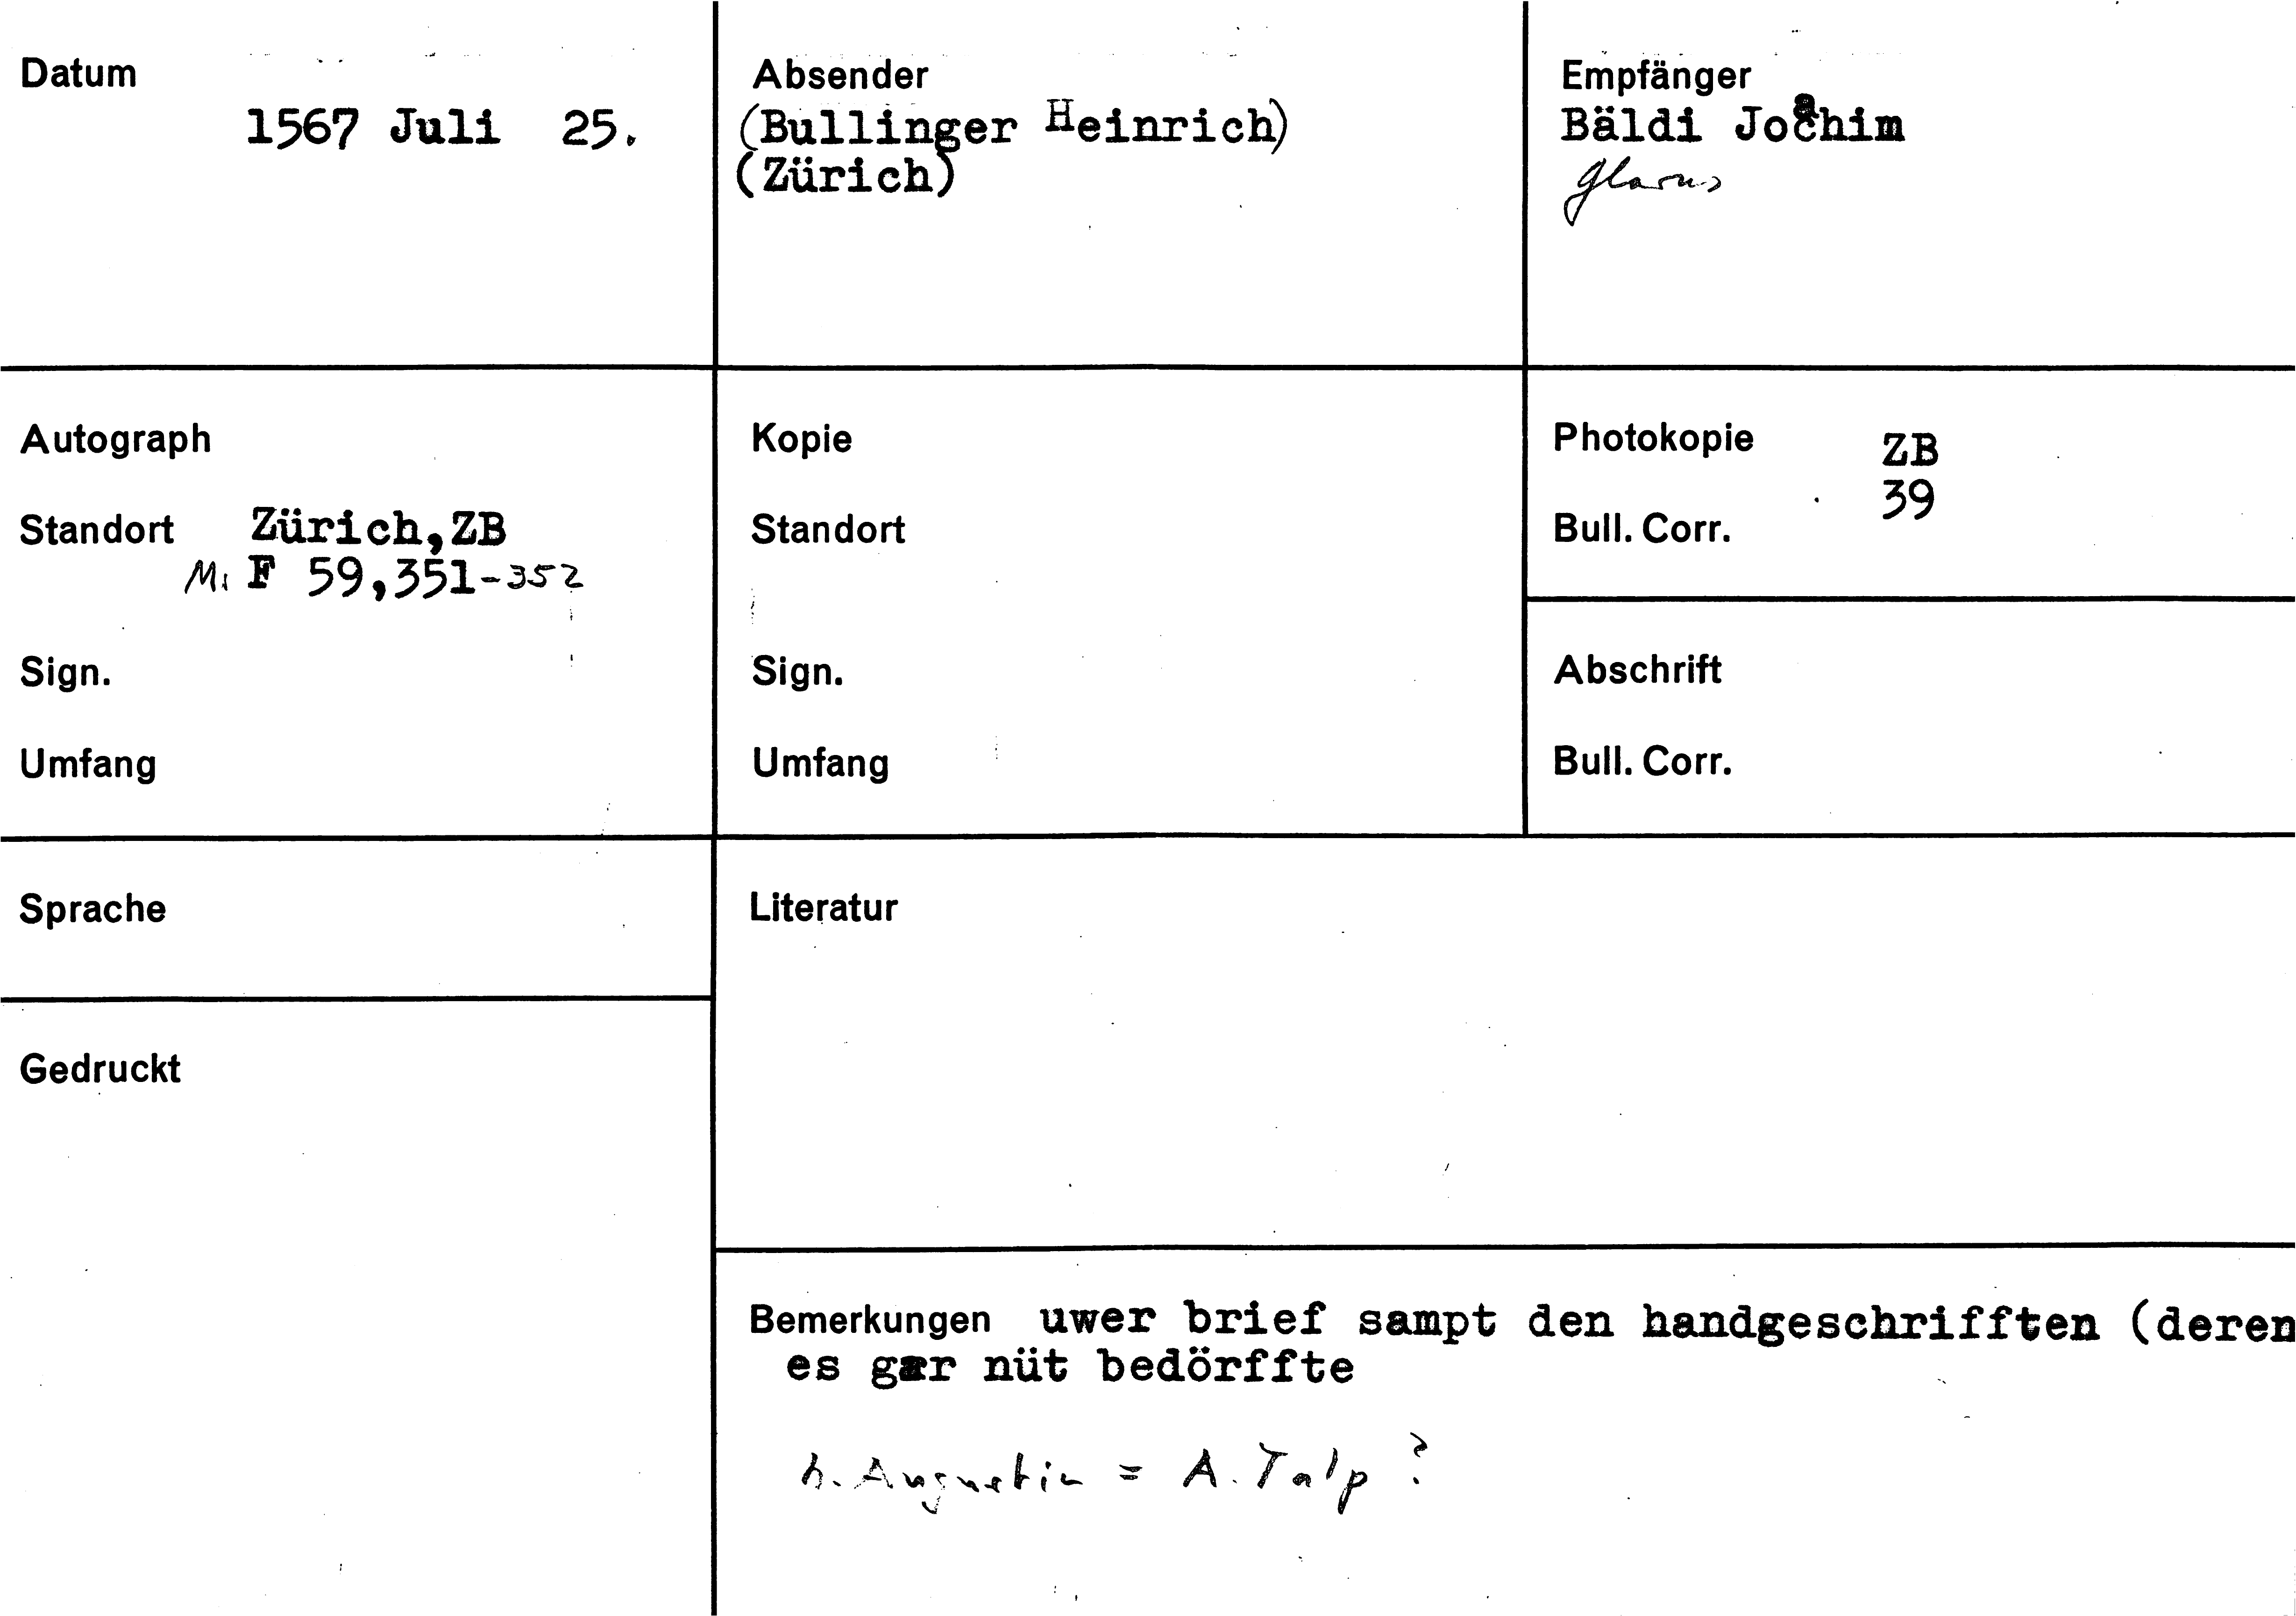 Datum
1567 Juli 25.
Absender
(Bullinger Heinrich)
(Zürich)
Empfänger
Bäldi Joachim
Glarus
Autograph
Standort Zürich,ZB
Ms F 59,351-352
Sign.
Umfang
Kopie
Standort
Sign.
Umfang
Photokopie ZB
39
Bull. Corr.
Abschrift
Bull. Corr.
Sprache
Literatur
Gedruckt
Bemerkungen uwer brief sampt den handgeschrifften (deren
es gar nüt bedörffte
h. Augustin = A. Talp ?